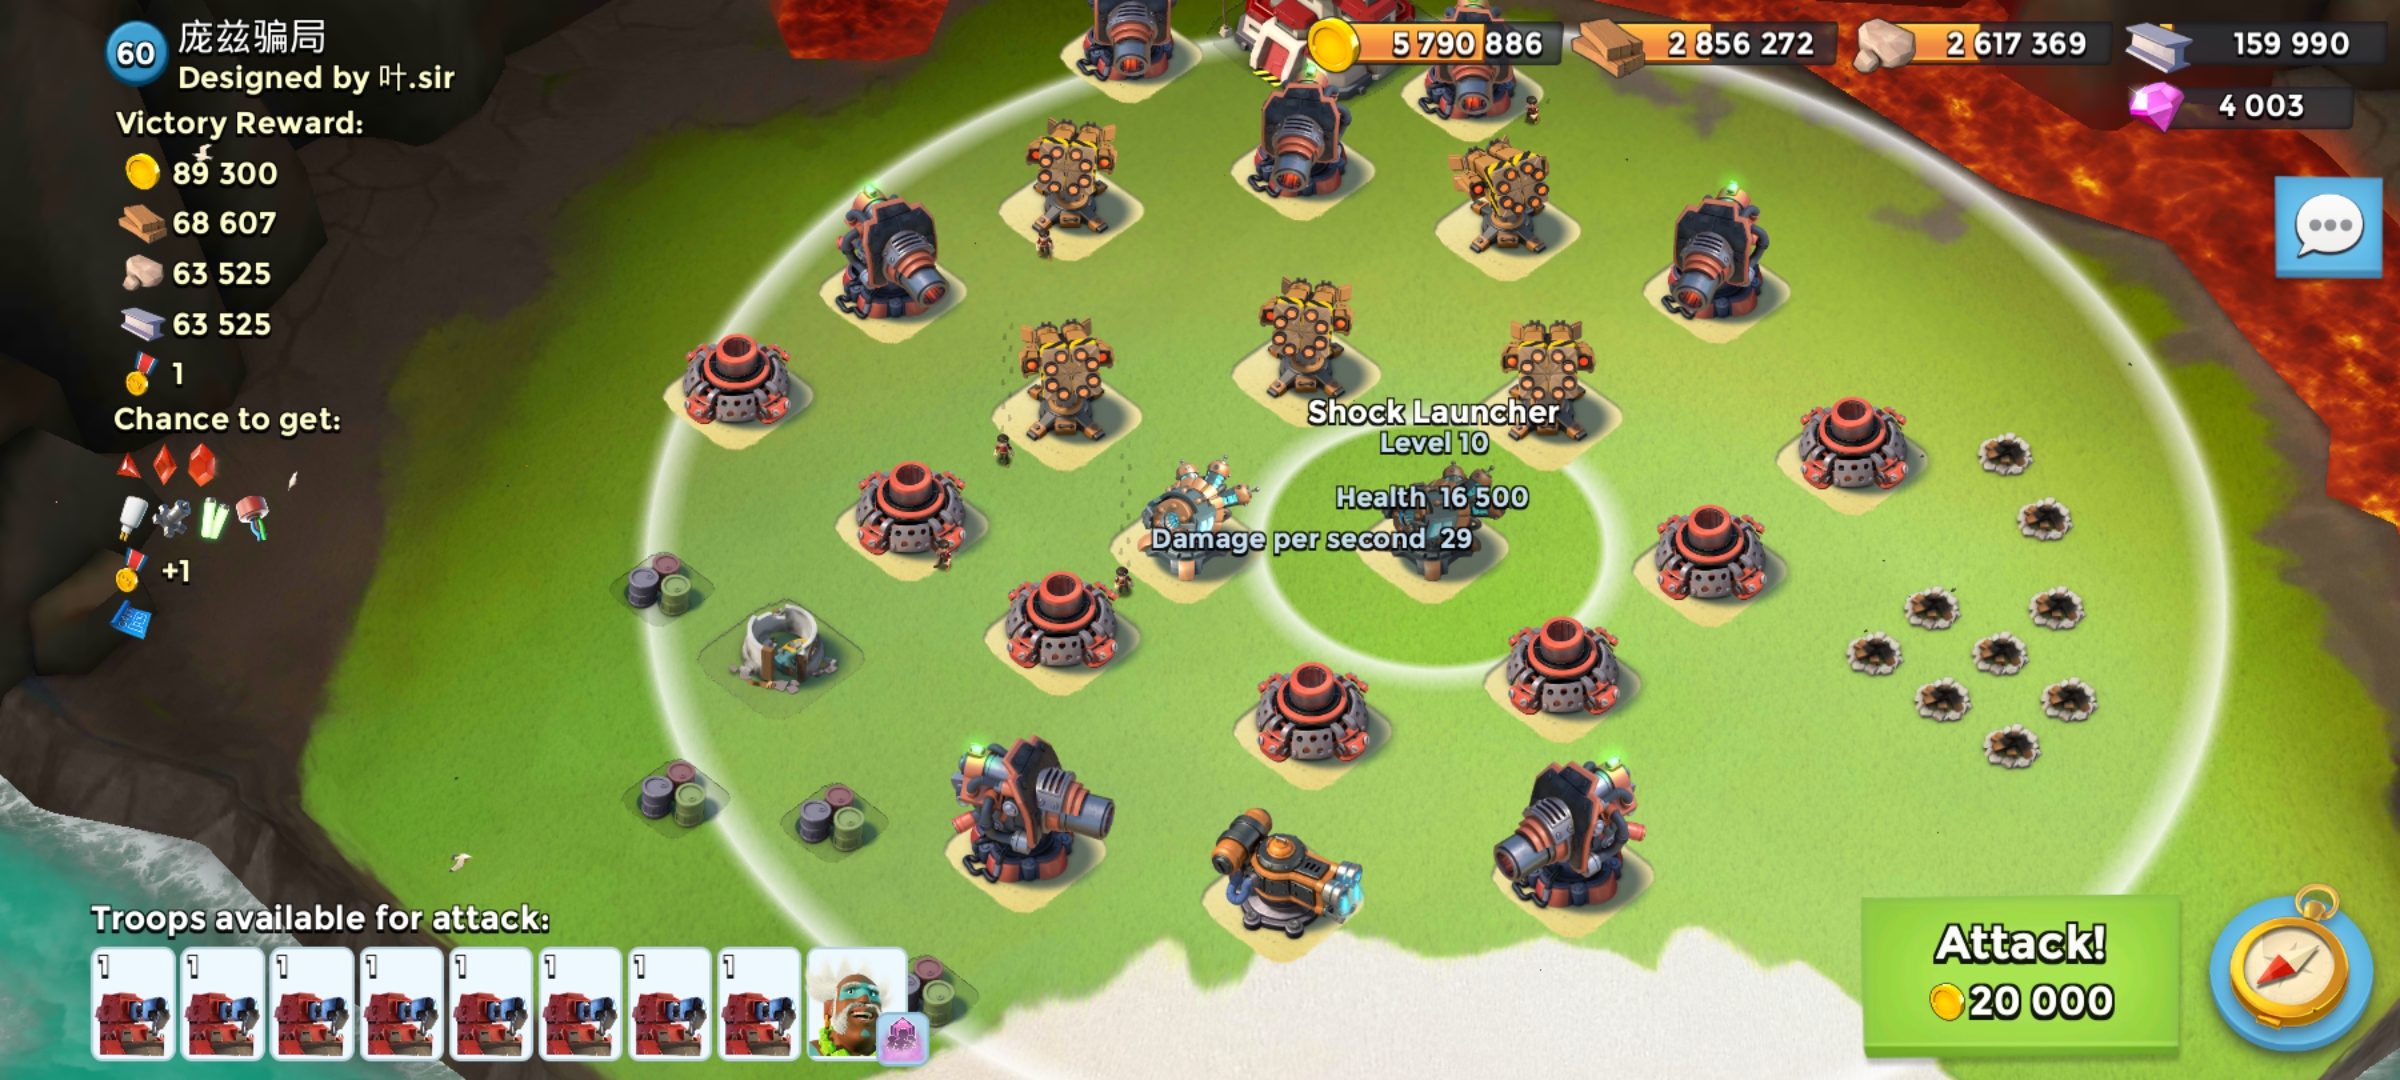 60
庞兹骗局
Designed by 叶.sir
5 790 886
2 856 272
2 617 369
159 990
4 003
Victory Reward:
89 300
68 607
63 525
63 525
1
Chance to get:
+1
Shock Launcher
Level 10
Health 16 500
Damage per second 29
Troops available for attack:
1 1 1 1 1 1 1 1
Attack!
20 000